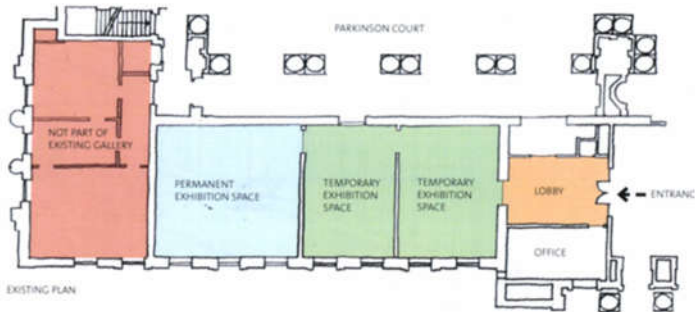 PARKINSON COURT
NOT PART OF
EXISTING GALLERY
PERMANENT
EXHIBITION SPACE
TEMPORARY
EXHIBITION
SPACE
TEMPORARY
EXHIBITION
SPACE
LOBBY
ENTRANC
OFFICE
EXISTING PLAN